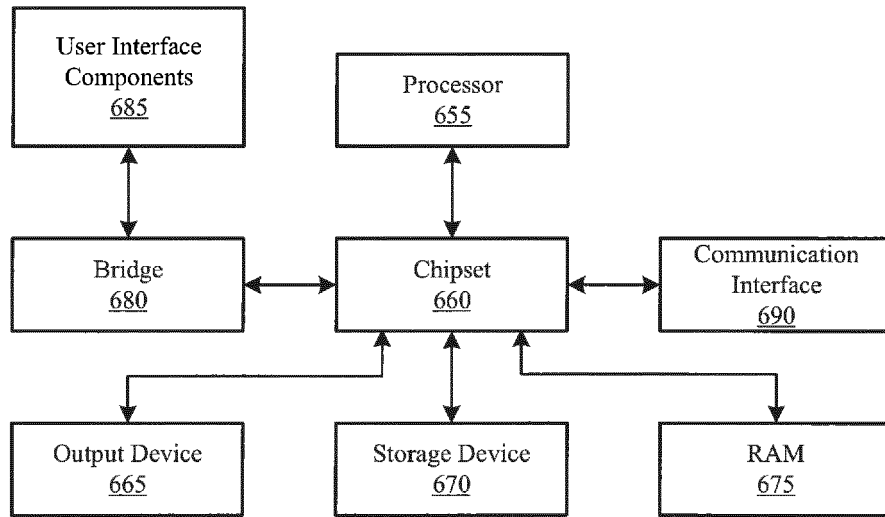 User Interface
Components
685
Processor
655
Bridge
680
Chipset
660
Communication
Interface
690
Output Device
665
Storage Device
670
RAM
675